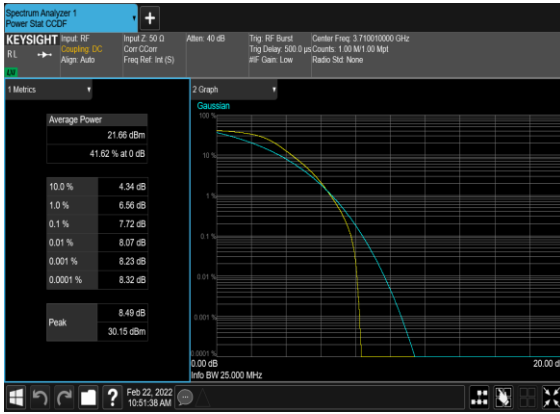 Spectrum Analyzer 1
Power Stat CCDF
+
KEYSIGHT
RL
LW
Input: RF
Coupling: DC
Align: Auto
Input Z: 50 Ω
Corr CCorr
Freq Ref: Int (S)
Atten: 40 dB
Trig: RF Burst
Trig Delay: 500.0 µs
#IF Gain: Low
Center Freq: 3.710010000 GHz
Counts: 1.00 M/1.00 Mpt
Radio Std: None
1 Metrics
Average Power
21.66 dBm
41.62 % at 0 dB
10.0 % 4.34 dB
1.0 % 6.56 dB
0.1 % 7.72 dB
0.01 % 8.07 dB
0.001 % 8.23 dB
0.0001 % 8.32 dB
Peak
8.49 dB
30.15 dBm
2 Graph
Gaussian
100 %
10 %
1 %
0.1 %
0.01 %
0.001 %
0.0001 %
0.00 dB
20.00 d
Info BW 25.000 MHz
?
Feb 22, 2022
10:51:38 AM